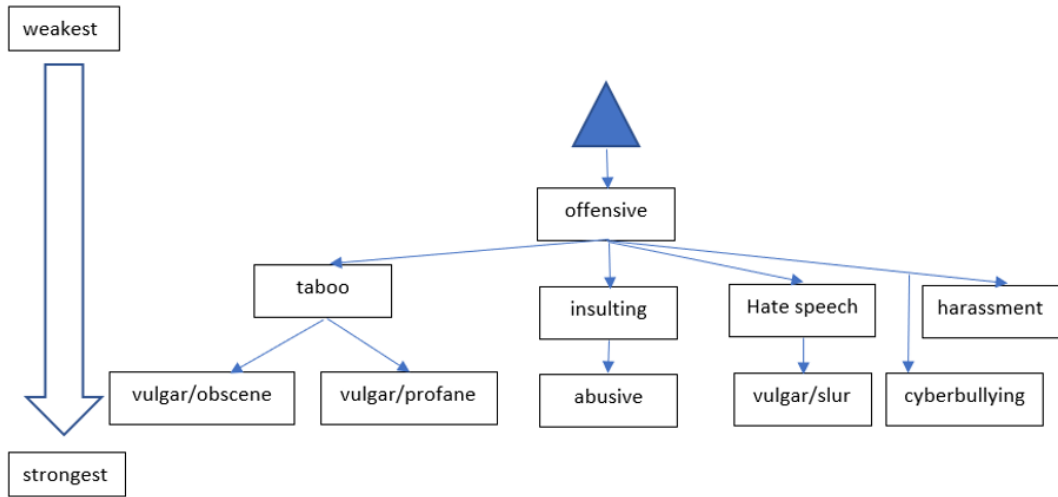 weakest
offensive
taboo
insulting
Hate speech
harassment
vulgar/obscene
vulgar/profane
abusive
vulgar/slur
cyberbullying
strongest